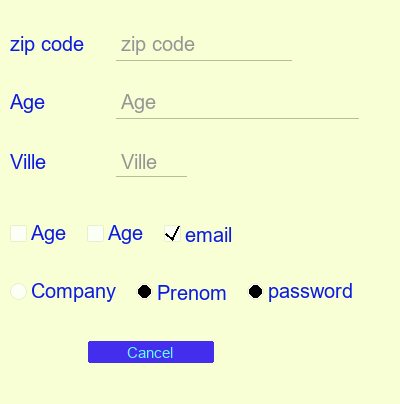 zip code zip code
Age Age
Ville Ville
Age Age email
Company Prenom password
Cancel